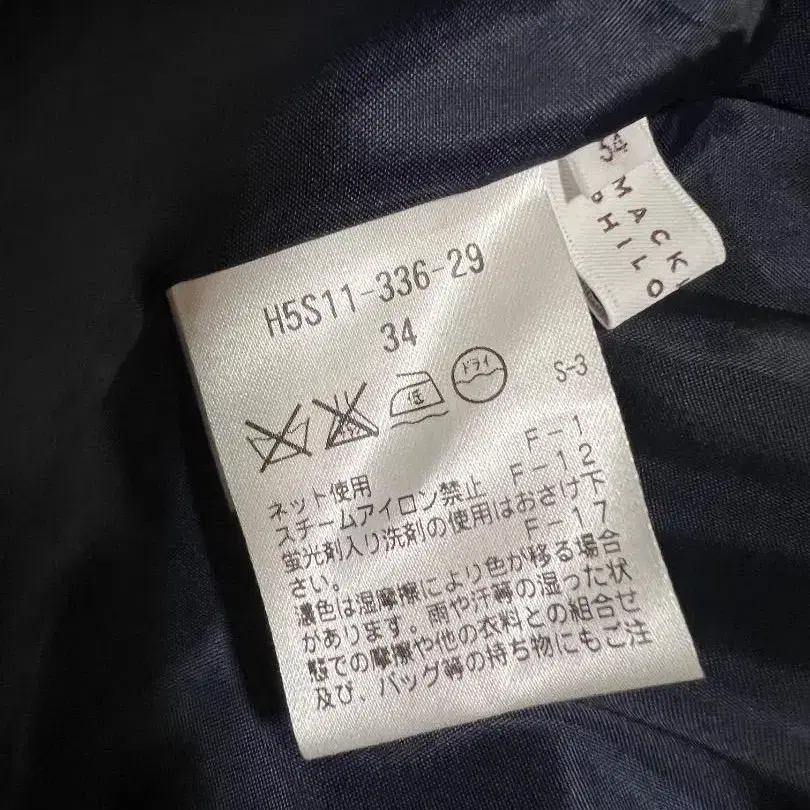 H5S11-336-29
34
低
ドライ
S-3
F-1
ネット使用
F-12
スチームアイロン禁止
F-17
蛍光剤入り洗剤の使用はおさけ下
さい。
濃色は湿摩擦により色が移る場合
があります。雨や汗等の湿った状
態での摩擦や他の衣料との組合せ
及び、バッグ等の持ち物にもご注
34
MACK
PHILO